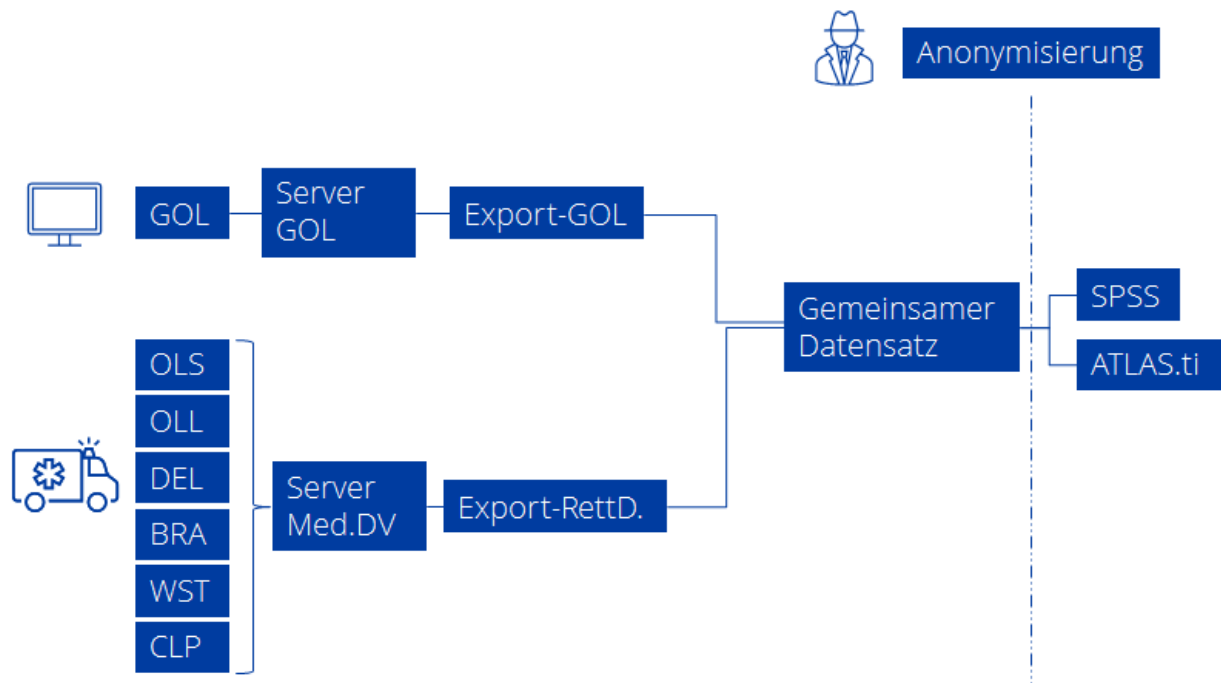 Anonymisierung
GOL
Server
GOL
Export-GOL
Gemeinsamer
Datensatz
SPSS
ATLAS.ti
OLS
OLL
DEL
BRA
WST
CLP
Server
Med.DV
Export-RettD.